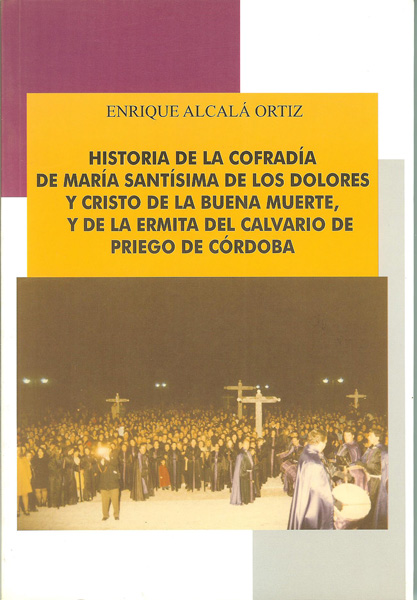 ENRIQUE ALCALÁ ORTIZ
HISTORIA DE LA COFRADÍA
DE MARÍA SANTÍSIMA DE LOS DOLORES
Y CRISTO DE LA BUENA MUERTE,
Y DE LA ERMITA DEL CALVARIO DE
PRIEGO DE CÓRDOBA